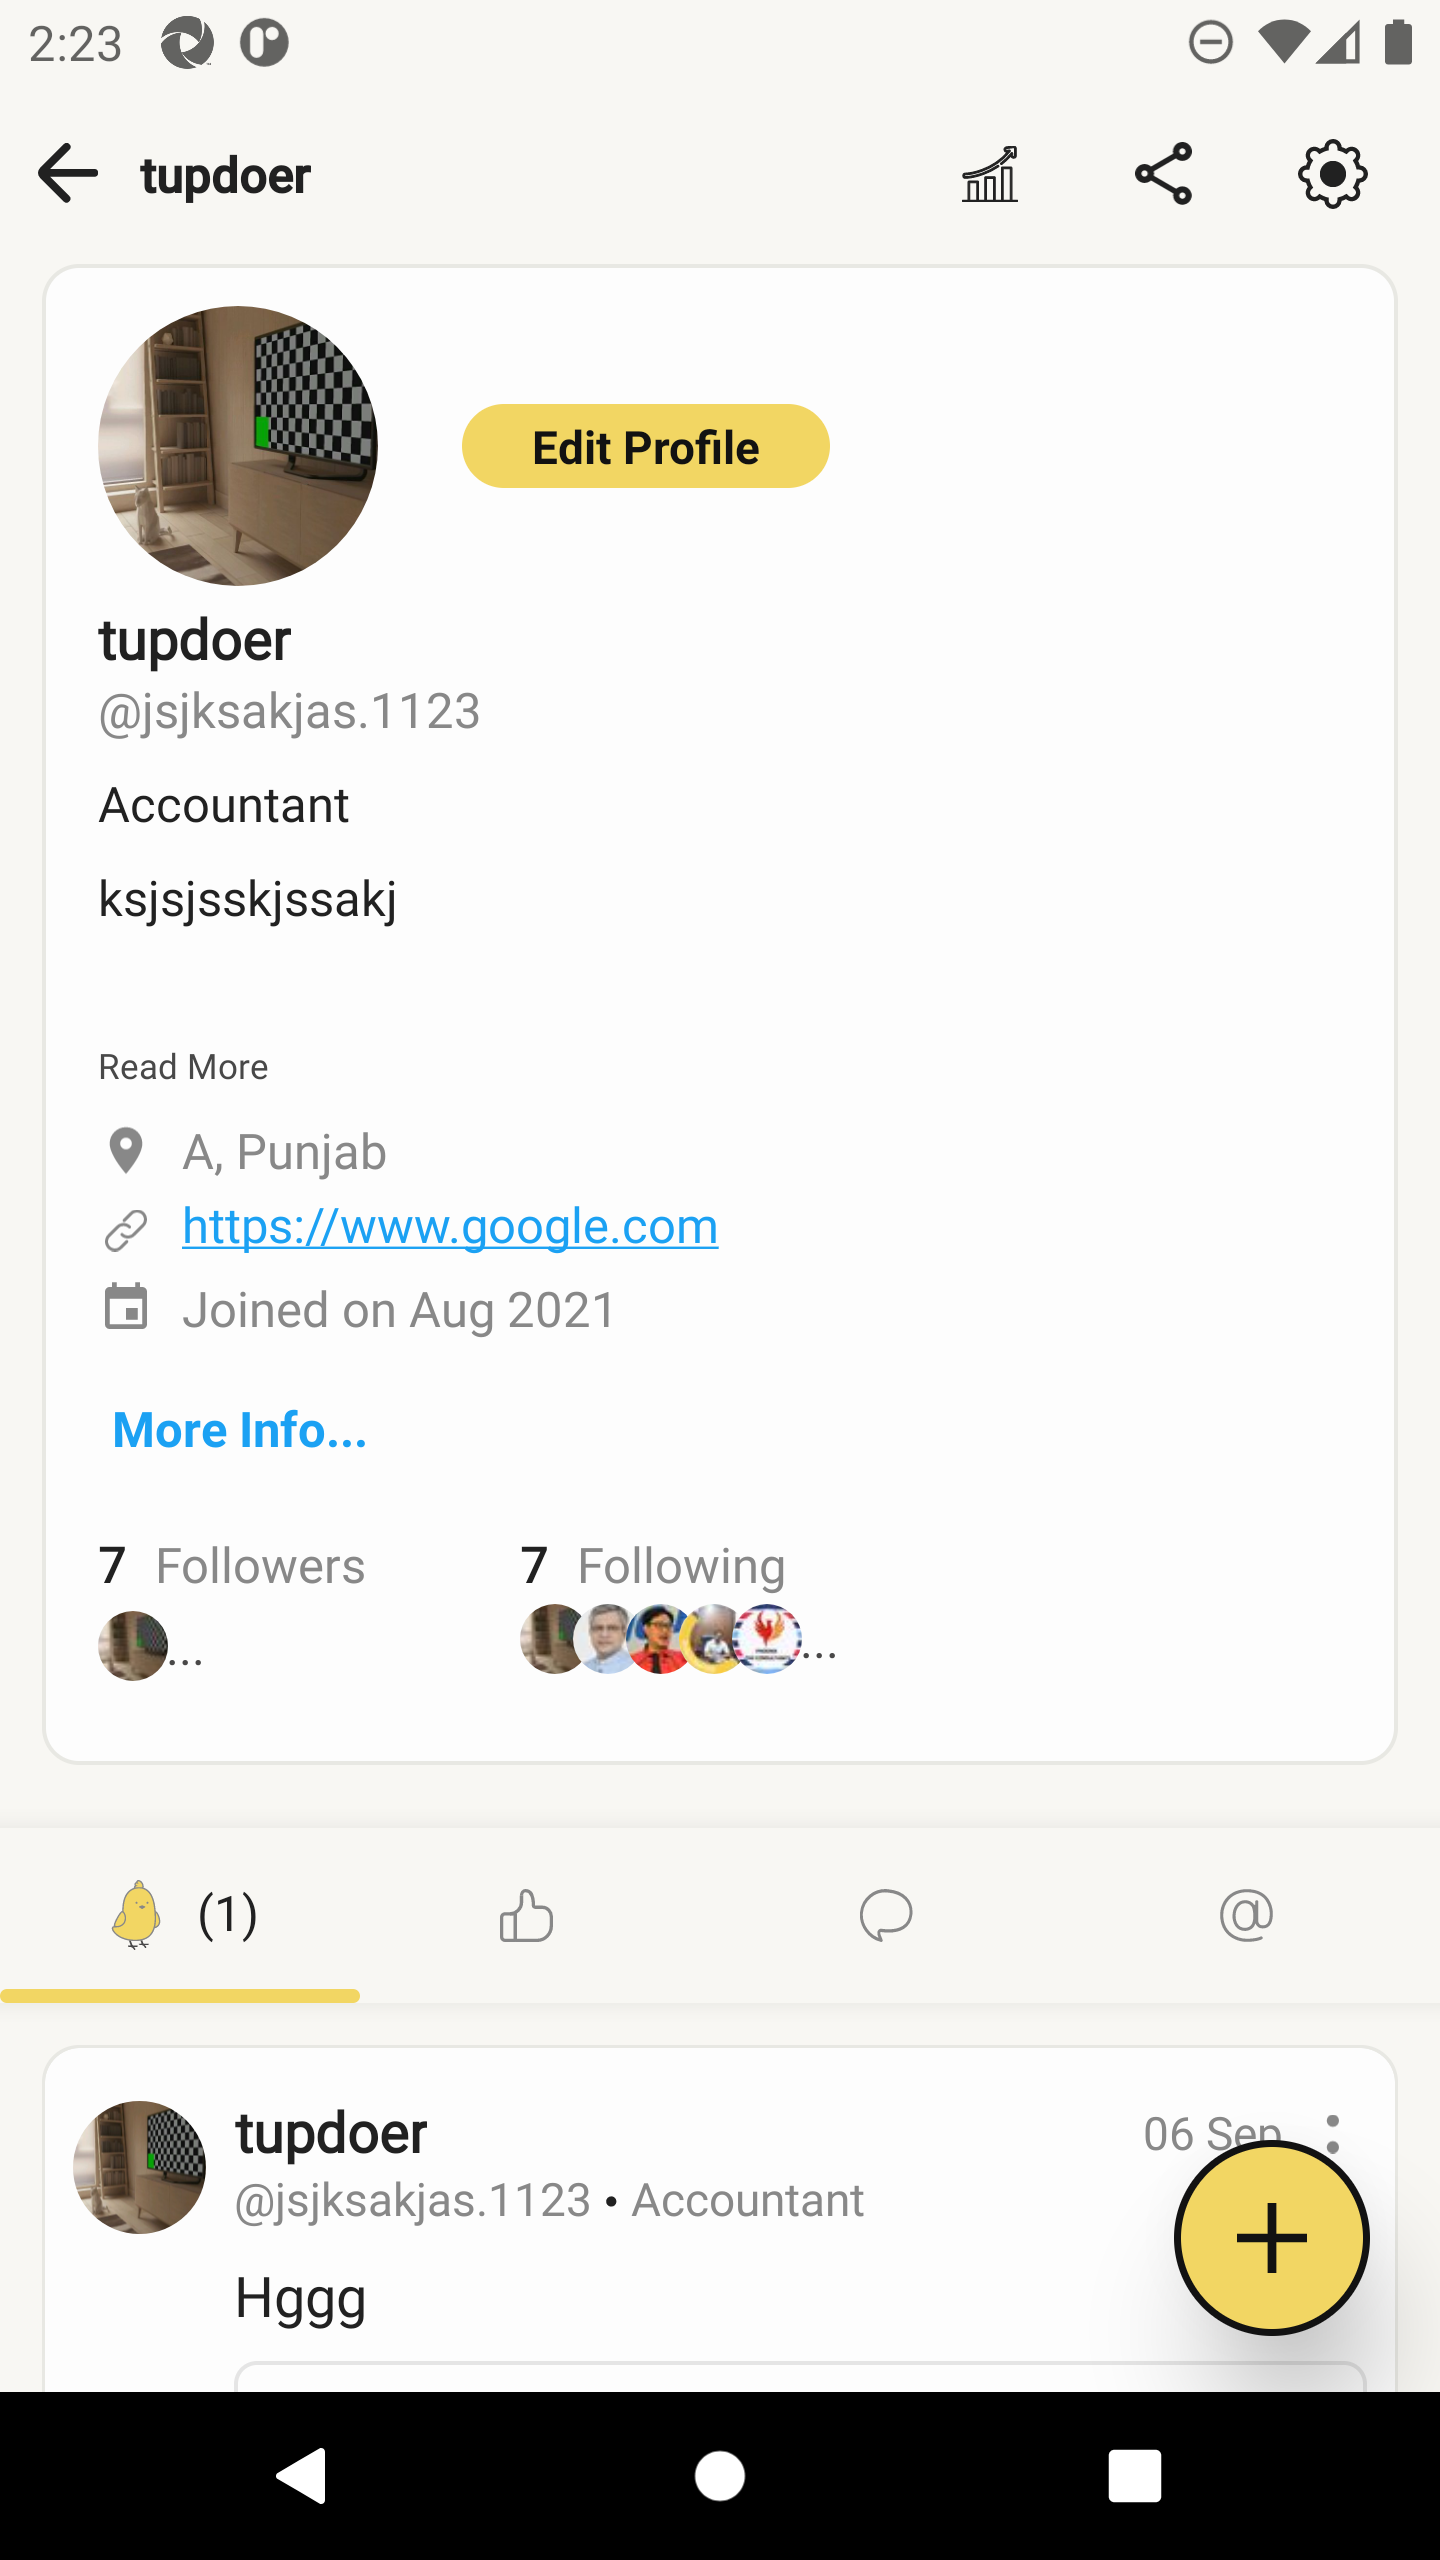 2:23
tupdoer
Edit Profile
tupdoer
@jsjksakjas.1123
Accountant
ksjsjsskjssakj
Read More
A, Punjab
https://www.google.com
Joined on Aug 2021
More Info...
7 Followers
7 Following
...
...
(1)
tupdoer
06 Sep
@jsjksakjas.1123 • Accountant
Hggg